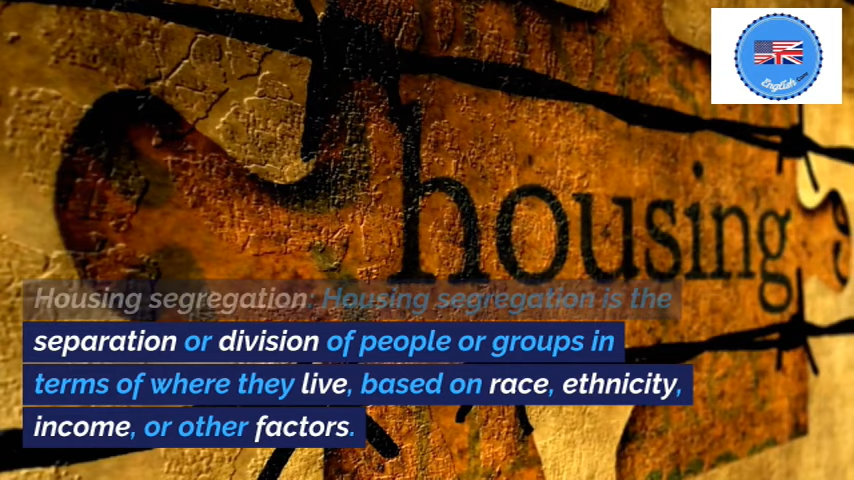 English
housing
Housing segregation: Housing segregation is the
separation or division of people or groups in
terms of where they live, based on race, ethnicity,
income, or other factors.